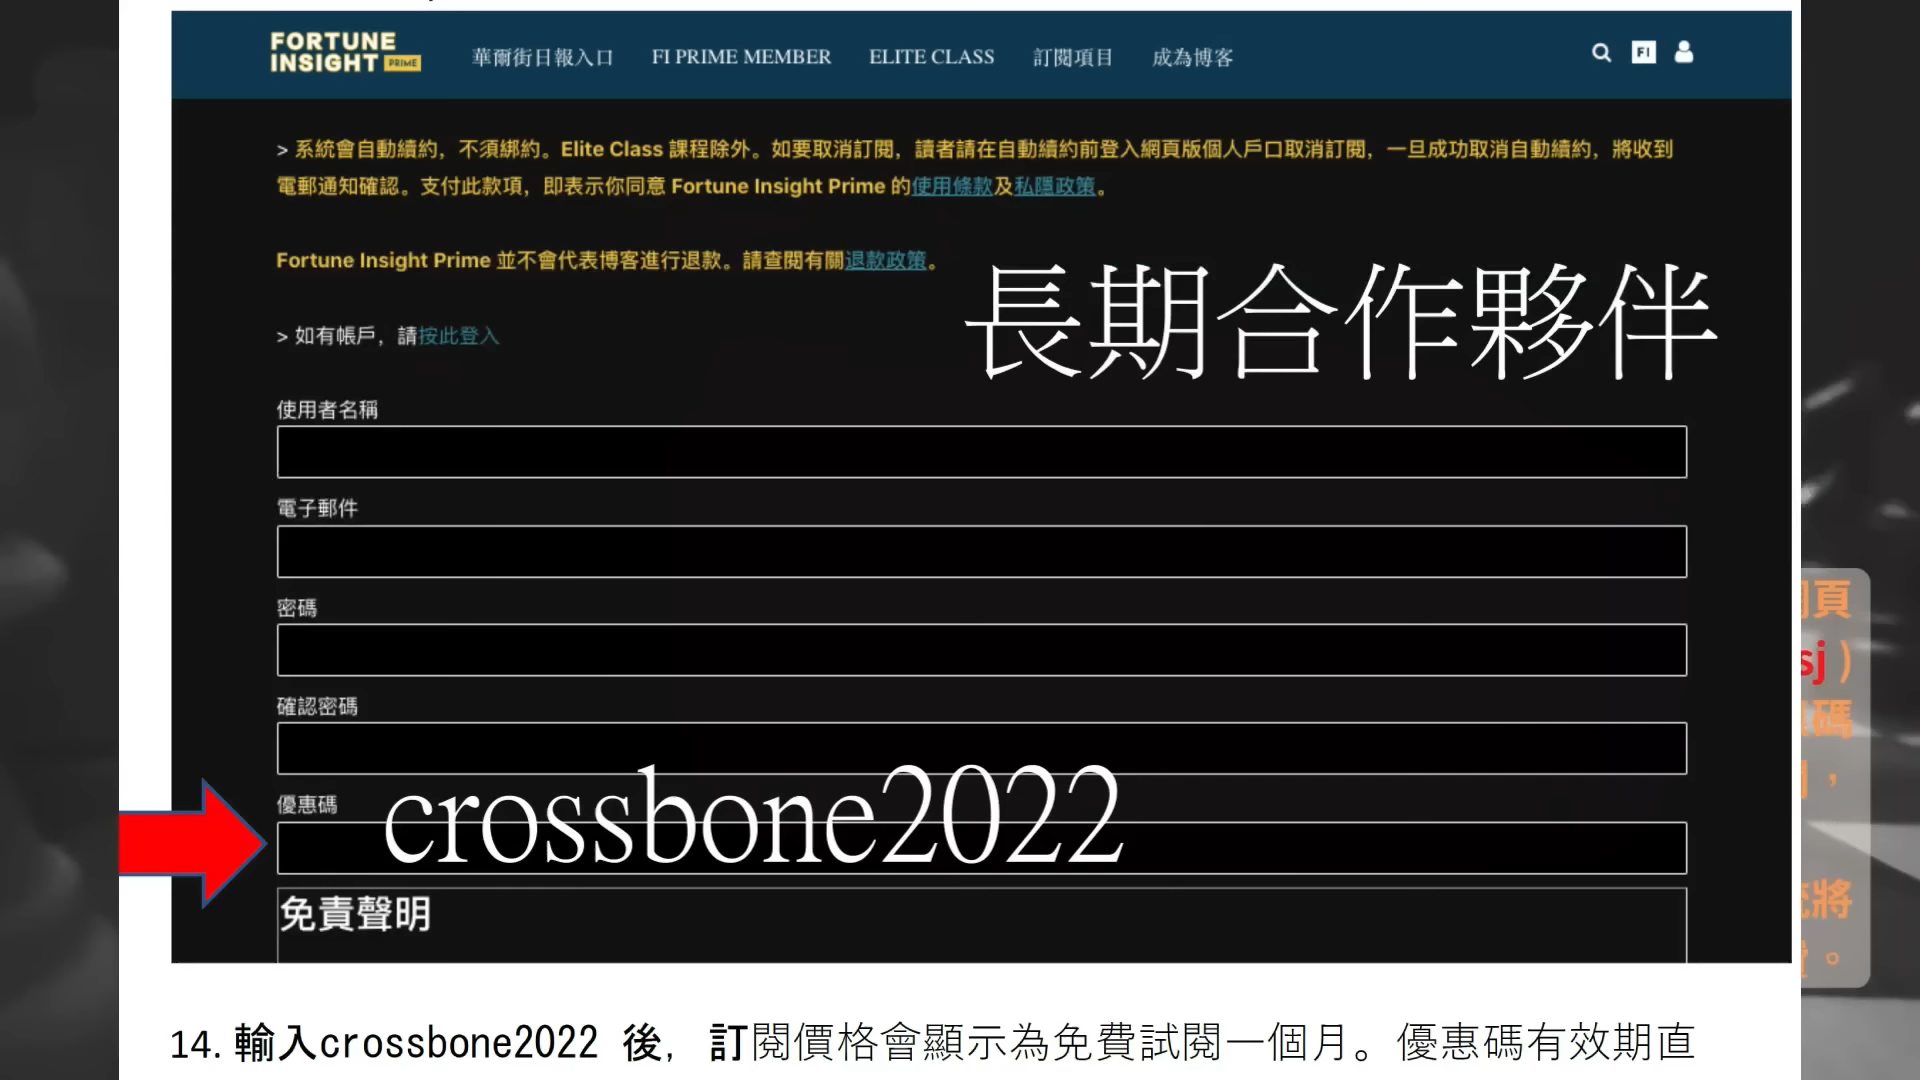 FORTUNE
INSIGHT PRIME
華爾街日報入口 FI PRIME MEMBER ELITE CLASS 訂閱項目 成為博客
FI
> 系統會自動續約，不須綁約。Elite Class 課程除外。如要取消訂閱，讀者請在自動續約前登入網頁版個人戶口取消訂閱，一旦成功取消自動續約，將收到
電郵通知確認。支付此款項，即表示你同意 Fortune Insight Prime 的使用條款及私隱政策。
Fortune Insight Prime 並不會代表博客進行退款。請查閱有關退款政策。
長期合作夥伴
> 如有帳戶，請按此登入
使用者名稱
電子郵件
密碼
確認密碼
優惠碼
crossbone2022
免責聲明
頁
sj )
碼
，
將
。
14. 輸入crossbone2022 後，訂閱價格會顯示為免費試閱一個月。優惠碼有效期直